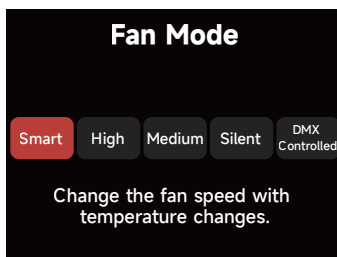 Fan Mode
Smart High Medium Silent DMX Controlled
Change the fan speed with
temperature changes.